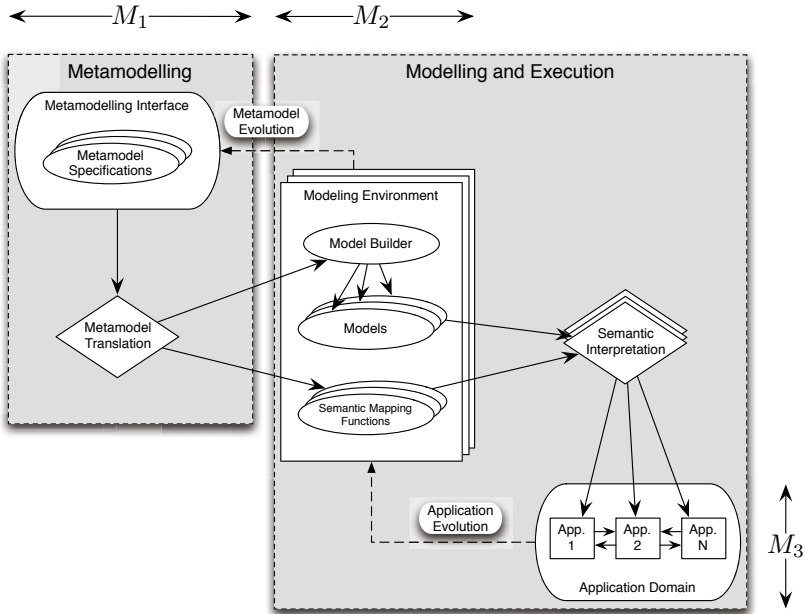 M1
M2
Metamodelling
Modelling and Execution
Metamodelling Interface
Metamodel
Specifications
Metamodel
Evolution
Modeling Environment
Model Builder
Models
Semantic Mapping
Functions
Metamodel
Translation
Semantic
Interpretation
Application
Evolution
App.
1
App.
2
App.
N
Application Domain
M3